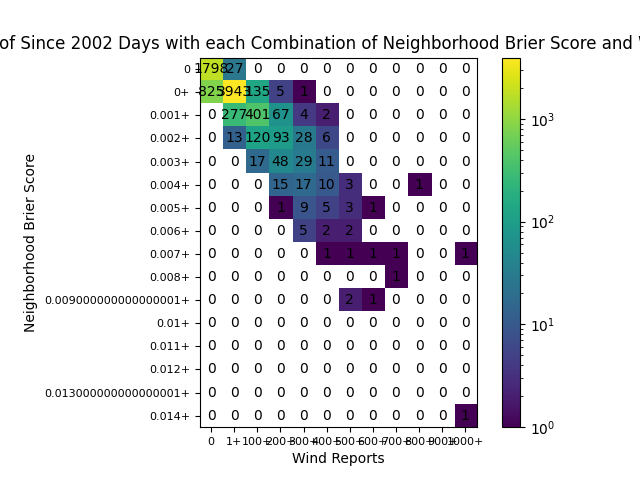 of Since 2002 Days with each Combination of Neighborhood Brier Score and
Neighborhood Brier Score
0 1798 27 0 0 0 0 0 0 0 0 0 0
0+ 825 3943 135 5 1 0 0 0 0 0 0 0
0.001+ 0 277 401 67 4 2 0 0 0 0 0 0
0.002+ 0 13 120 93 28 6 0 0 0 0 0 0
0.003+ 0 0 17 48 29 11 0 0 0 0 0 0
0.004+ 0 0 0 15 17 10 3 0 0 1 0 0
0.005+ 0 0 0 1 9 5 3 1 0 0 0 0
0.006+ 0 0 0 0 5 2 2 0 0 0 0 0
0.007+ 0 0 0 0 0 1 1 1 1 0 0 1
0.008+ 0 0 0 0 0 0 0 0 1 0 0 0
0.009000000000000001+ 0 0 0 0 0 0 2 1 0 0 0 0
0.01+ 0 0 0 0 0 0 0 0 0 0 0 0
0.011+ 0 0 0 0 0 0 0 0 0 0 0 0
0.012+ 0 0 0 0 0 0 0 0 0 0 0 0
0.013000000000000001+ 0 0 0 0 0 0 0 0 0 0 0 0
0.014+ 0 0 0 0 0 0 0 0 0 0 0 1
0 1+ 100+ 200+ 300+ 400+ 500+ 600+ 700+ 800+ 900+ 1000+
Wind Reports
10³
10²
10¹
10⁰